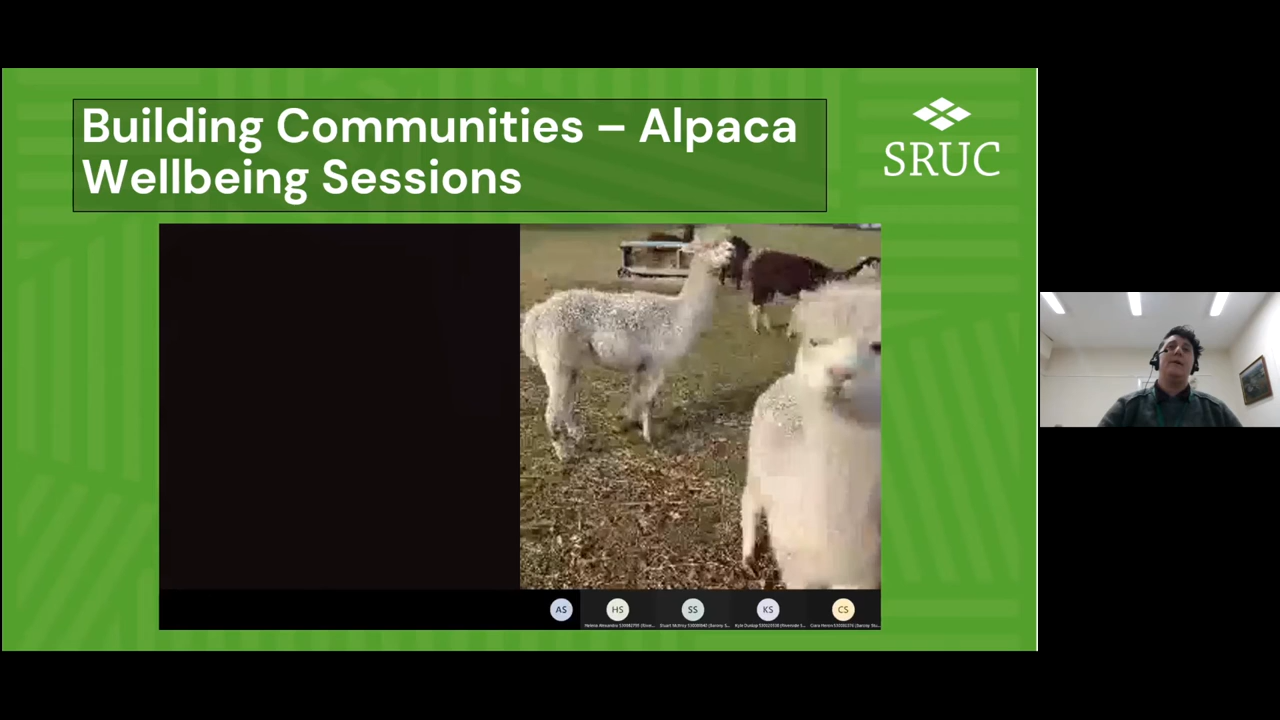 Building Communities – Alpaca
Wellbeing Sessions
SRUC
AS
HS
SS
KS
CS